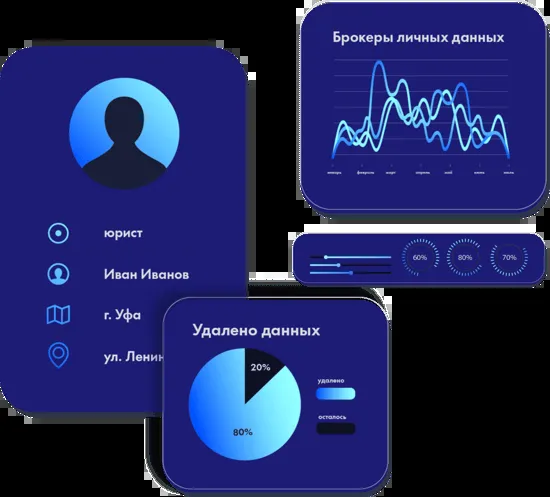 юрист
Иван Иванов
г. Уфа
ул. Ленин
Брокеры личных данных
январь февраль март апрель май июнь июль
60% 80% 70%
Удалено данных
20%
80%
удалено
осталось